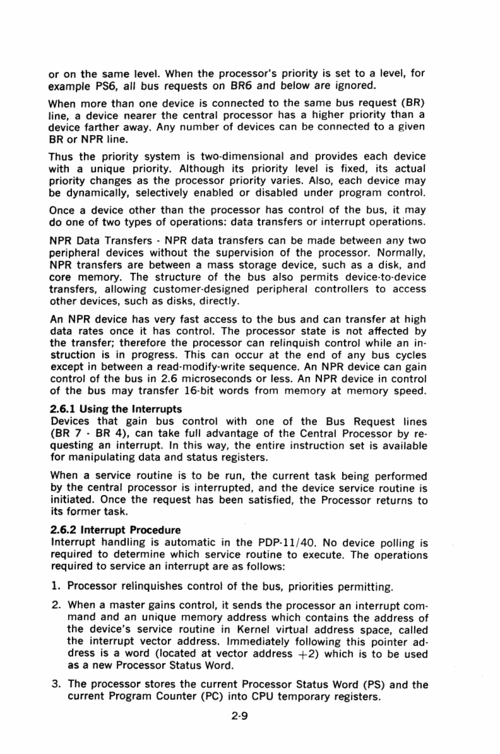 or on the same level. When the processor's priority is set to a level, for
example PS6, all bus requests on BR6 and below are ignored.
When more than one device is connected to the same bus request (BR)
line, a device nearer the central processor has a higher priority than a
device farther away. Any number of devices can be connected to a given
BR or NPR line.
Thus the priority system is two-dimensional and provides each device
with a unique priority. Although its priority level is fixed, its actual
priority changes as the processor priority varies. Also, each device may
be dynamically, selectively enabled or disabled under program control.
Once a device other than the processor has control of the bus, it may
do one of two types of operations: data transfers or interrupt operations.
NPR Data Transfers - NPR data transfers can be made between any two
peripheral devices without the supervision of the processor. Normally,
NPR transfers are between a mass storage device, such as a disk, and
core memory. The structure of the bus also permits device-to-device
transfers, allowing customer-designed peripheral controllers to access
other devices, such as disks, directly.
An NPR device has very fast access to the bus and can transfer at high
data rates once it has control. The processor state is not affected by
the transfer; therefore the processor can relinquish control while an in-
struction is in progress. This can occur at the end of any bus cycles
except in between a read-modify-write sequence. An NPR device can gain
control of the bus in 2.6 microseconds or less. An NPR device in control
of the bus may transfer 16-bit words from memory at memory speed.
2.6.1 Using the Interrupts
Devices that gain bus control with one of the Bus Request lines
(BR 7 - BR 4), can take full advantage of the Central Processor by re-
questing an interrupt. In this way, the entire instruction set is available
for manipulating data and status registers.
When a service routine is to be run, the current task being performed
by the central processor is interrupted, and the device service routine is
initiated. Once the request has been satisfied, the Processor returns to
its former task.
2.6.2 Interrupt Procedure
Interrupt handling is automatic in the PDP-11/40. No device polling is
required to determine which service routine to execute. The operations
required to service an interrupt are as follows:
1. Processor relinquishes control of the bus, priorities permitting.
2. When a master gains control, it sends the processor an interrupt com-
mand and an unique memory address which contains the address of
the device's service routine in Kernel virtual address space, called
the interrupt vector address. Immediately following this pointer ad-
dress is a word (located at vector address +2) which is to be used
as a new Processor Status Word.
3. The processor stores the current Processor Status Word (PS) and the
current Program Counter (PC) into CPU temporary registers.
2-9